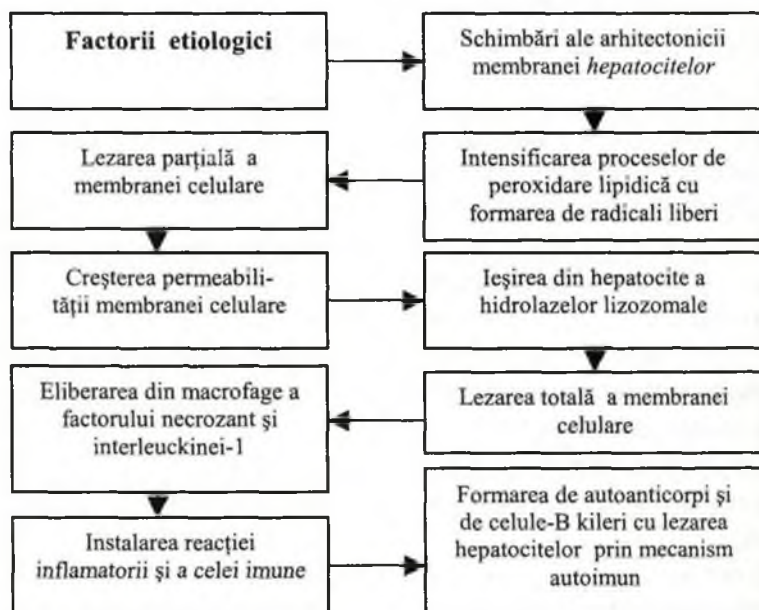 Factorii etiologici
Schimbări ale arhitectonicii
membranei hepatocitelor
Intensificarea proceselor de
peroxidare lipidică cu
formarea de radicali liberi
Lezarea parţială a
membranei celulare
Creşterea permeabili-
tăţii membranei celulare
Ieşirea din hepatocite a
hidrolazelor lizozomale
Lezarea totală a membranei
celulare
Eliberarea din macrofage a
factorului necrozant şi
interleuckinei-1
Instalarea reacţiei
inflamatorii şi a celei imune
Formarea de autoanticorpi şi
de celule-B kileri cu lezarea
hepatocitelor prin mecanism
autoimun